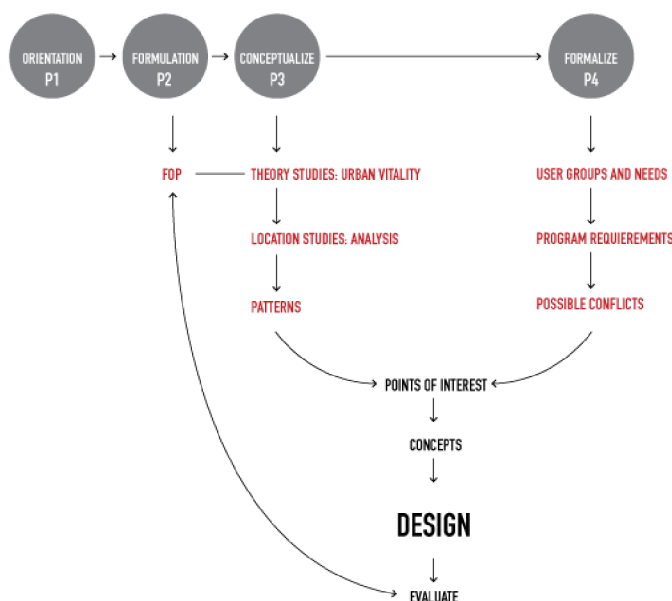 ORIENTATION
P1
FORMULATION
P2
CONCEPTUALIZE
P3
FORMALIZE
P4
FOP
THEORY STUDIES: URBAN VITALITY
USER GROUPS AND NEEDS
LOCATION STUDIES: ANALYSIS
PROGRAM REQUIEREMENTS
PATTERNS
POSSIBLE CONFLICTS
POINTS OF INTEREST
CONCEPTS
DESIGN
EVALUATE